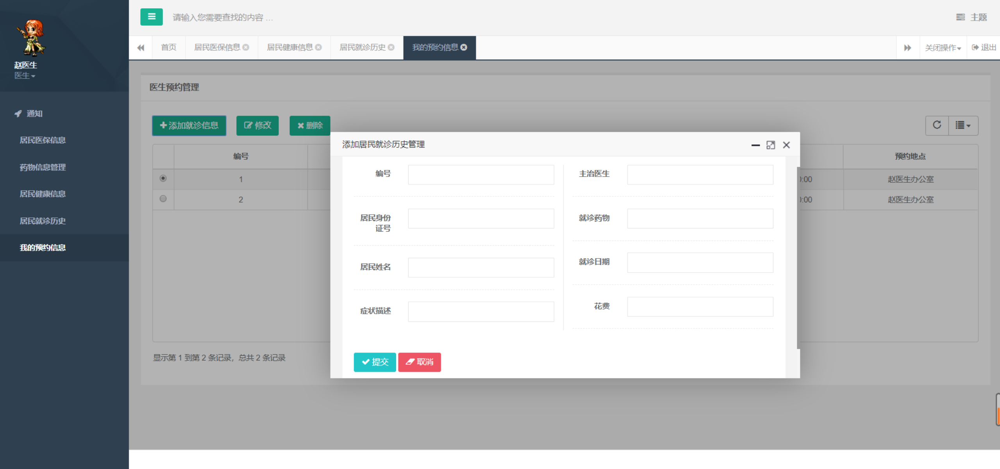 请输入您需要查找的内容 ...
主题
首页
居民医保信息
居民健康信息
居民就诊历史
我的预约信息
关闭操作
退出
赵医生
医生
通知
居民医保信息
药物信息管理
居民健康信息
居民就诊历史
我的预约信息
医生预约管理
添加就诊信息
修改
删除
编号
预约地点
1
0:00
赵医生办公室
2
0:00
赵医生办公室
显示第 1 到第 2 条记录，总共 2 条记录
添加居民就诊历史管理
编号
主治医生
居民身份
证号
就诊药物
居民姓名
就诊日期
症状描述
花费
提交
取消